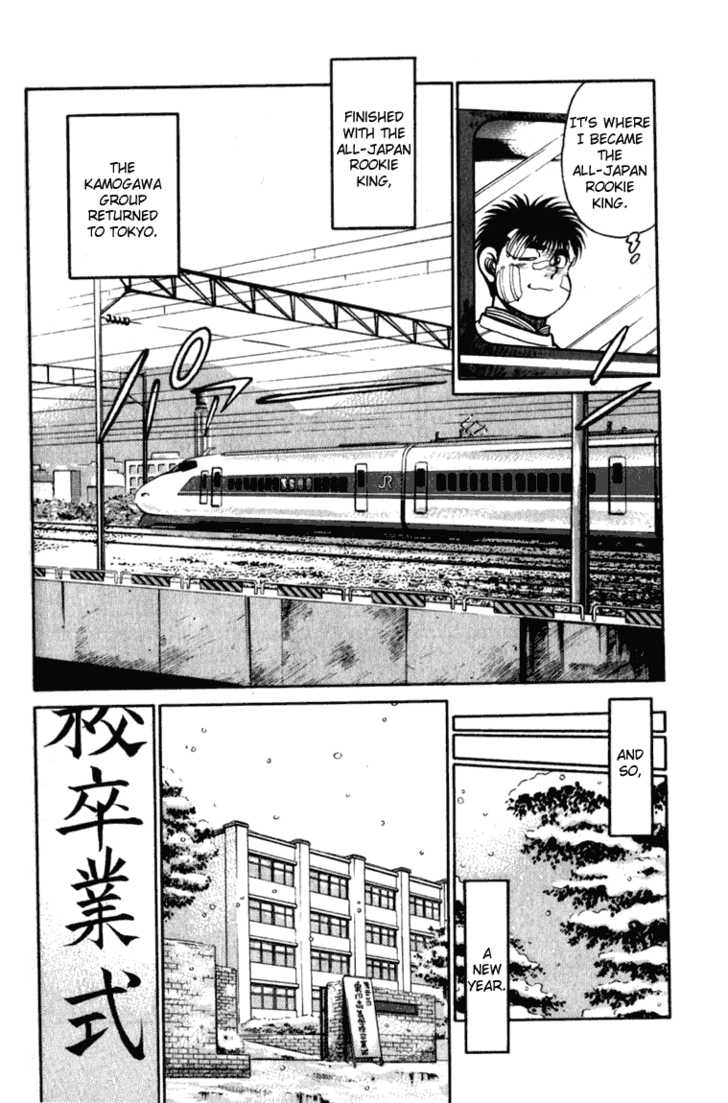 IT'S WHERE
I BECAME
THE
ALL-JAPAN
ROOKIE
KING.
FINISHED
WITH THE
ALL-JAPAN
ROOKIE
KING,
THE
KAMOGAWA
GROUP
RETURNED
TO TOKYO.
JR
AND
SO,
A
NEW
YEAR.
校卒業式